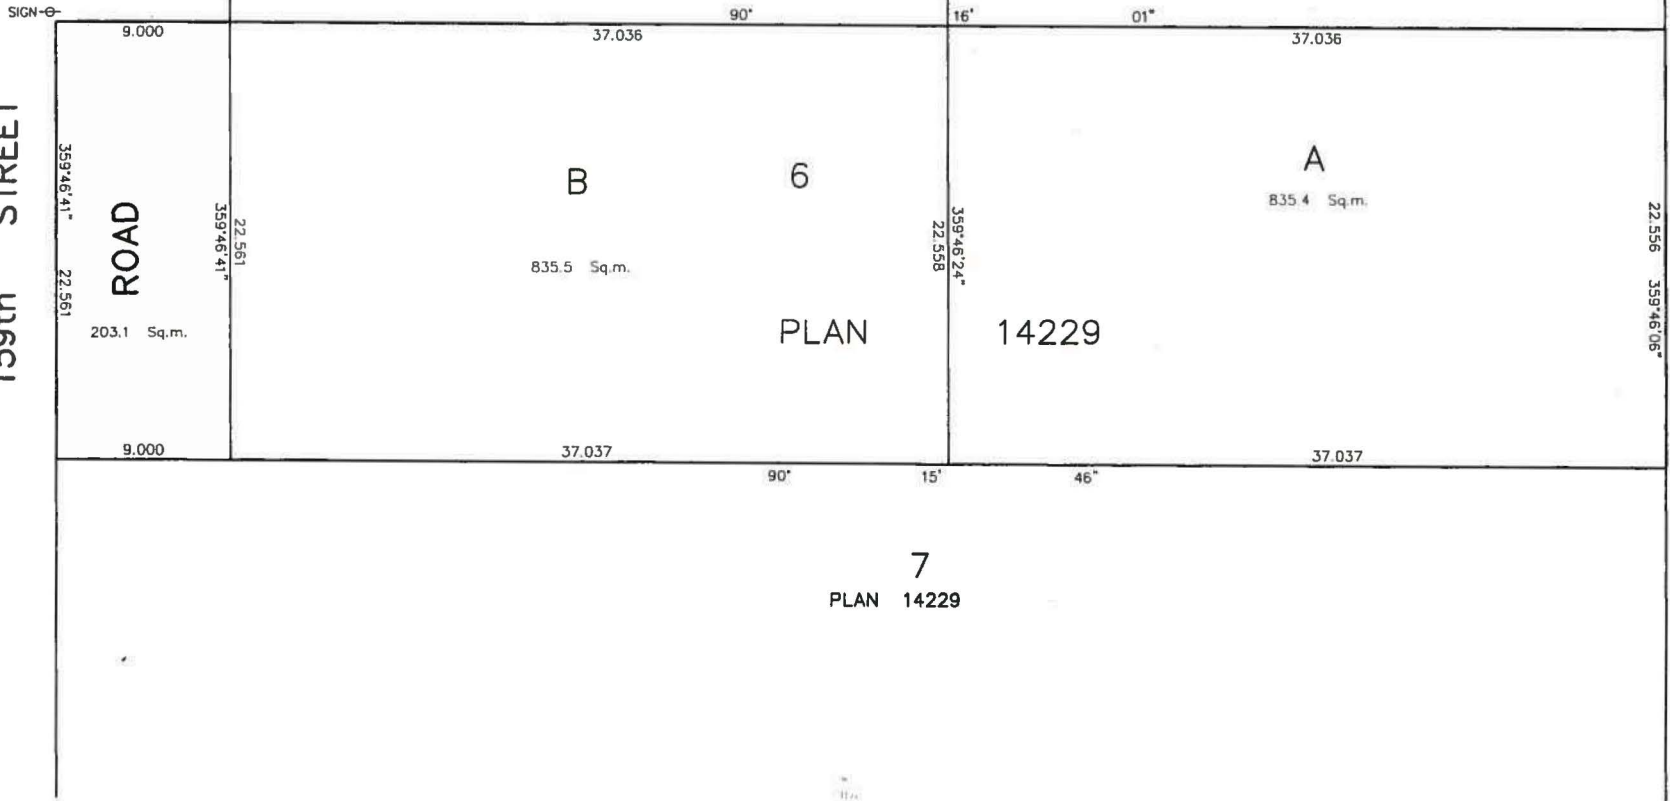 SIGN
90° 16' 01"
9.000
37.036
37.036
159th STREET
359°46'41"
22.561
ROAD
203.1 Sq.m.
359°46'41"
22.561
B
6
835.5 Sq.m.
22.558
359°46'24"
A
835.4 Sq.m.
22.556
359°46'06"
PLAN 14229
9.000
37.037
37.037
90° 15' 46"
7
PLAN 14229